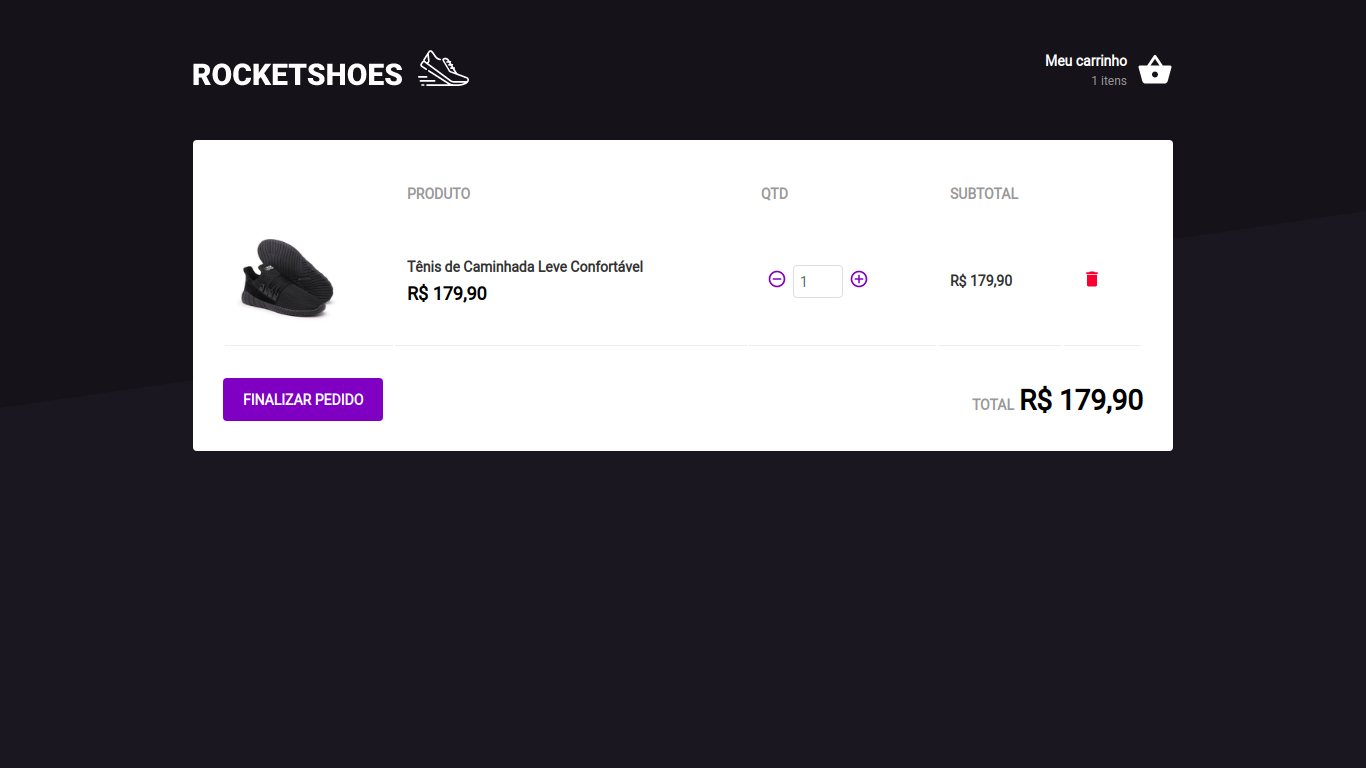 ROCKETSHOES
Meu carrinho
1 itens
PRODUTO QTD SUBTOTAL
Tênis de Caminhada Leve Confortável
R$ 179,90
1
R$ 179,90
FINALIZAR PEDIDO
TOTAL R$ 179,90